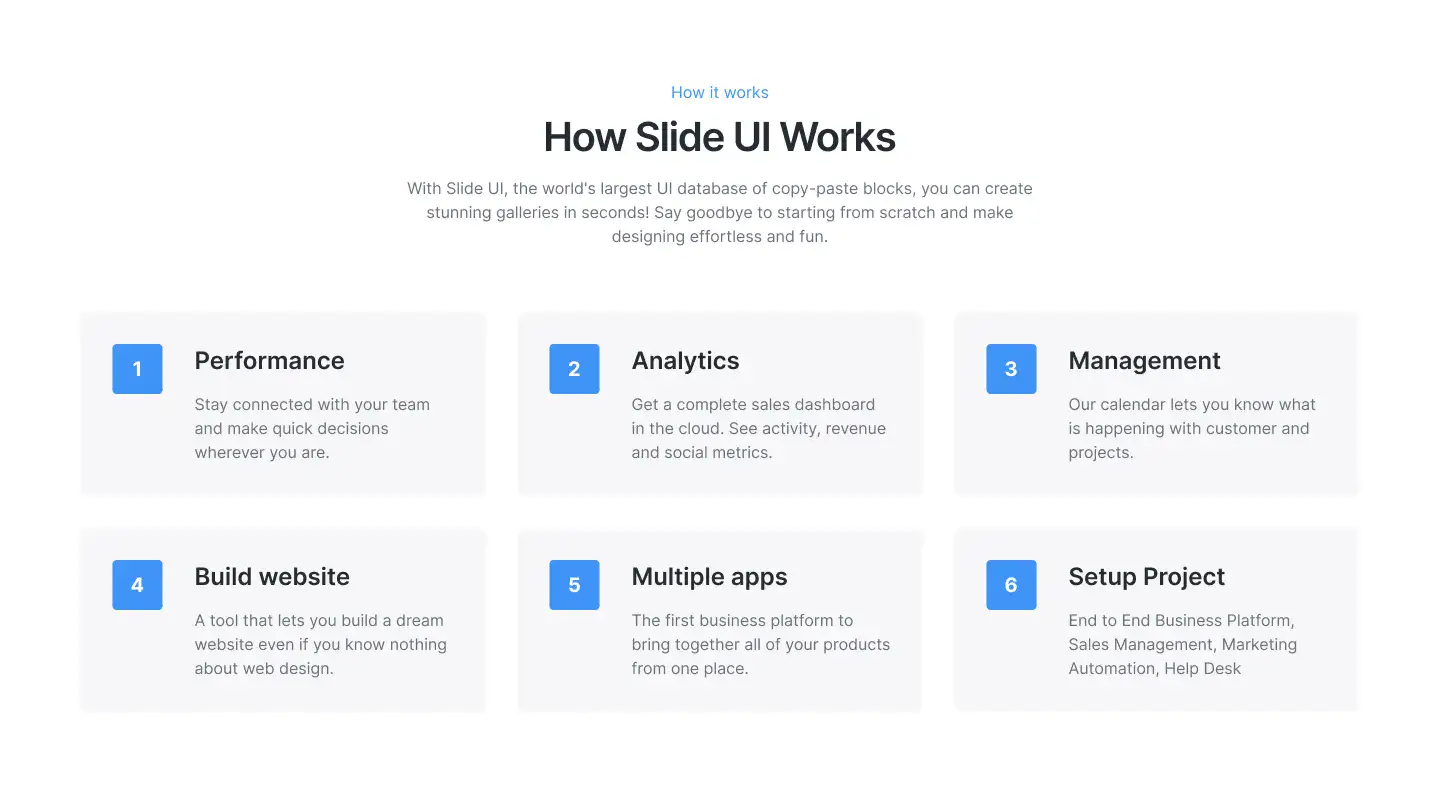 How it works
How Slide UI Works
With Slide UI, the world's largest UI database of copy-paste blocks, you can create
stunning galleries in seconds! Say goodbye to starting from scratch and make
designing effortless and fun.
1
Performance
Stay connected with your team
and make quick decisions
wherever you are.
2
Analytics
Get a complete sales dashboard
in the cloud. See activity, revenue
and social metrics.
3
Management
Our calendar lets you know what
is happening with customer and
projects.
4
Build website
A tool that lets you build a dream
website even if you know nothing
about web design.
5
Multiple apps
The first business platform to
bring together all of your products
from one place.
6
Setup Project
End to End Business Platform,
Sales Management, Marketing
Automation, Help Desk